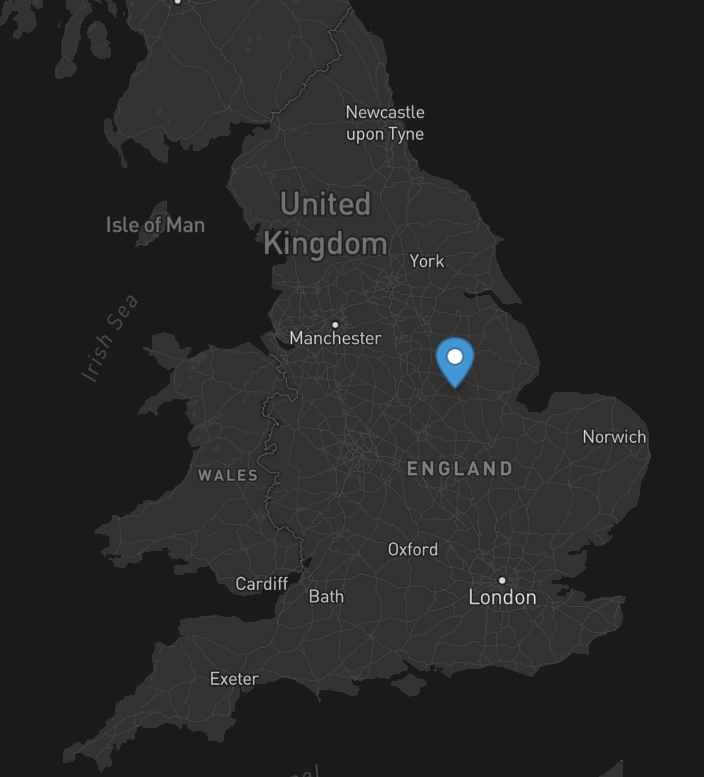 Newcastle
upon Tyne
United
Kingdom
Isle of Man
York
Irish Sea
Manchester
Norwich
ENGLAND
WALES
Oxford
Cardiff
Bath
London
Exeter